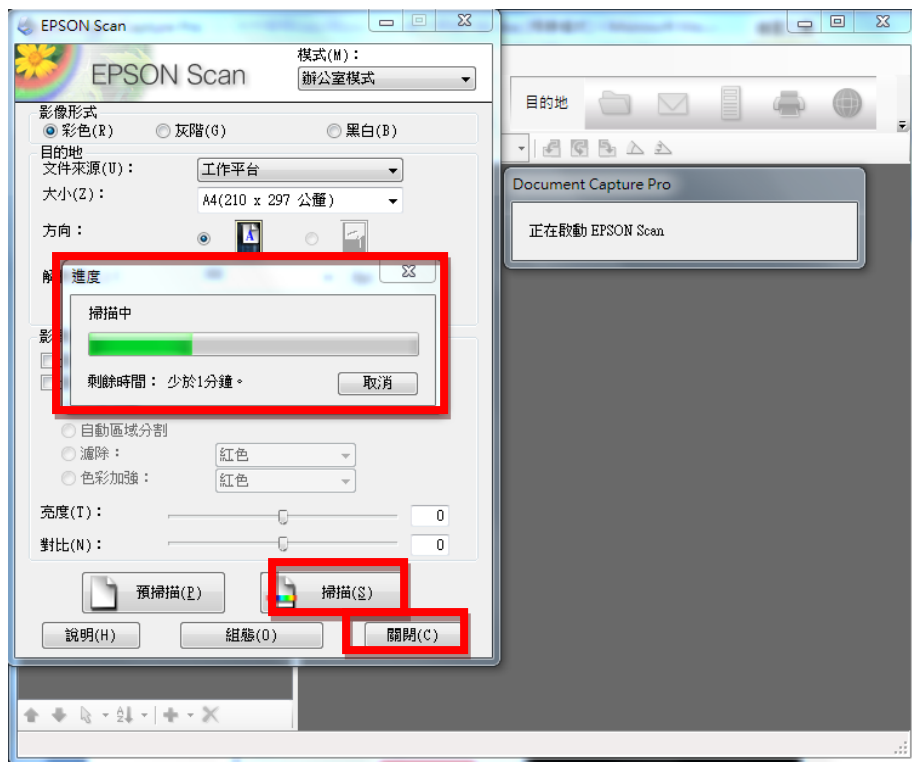 EPSON Scan
EPSON Scan
模式(M)：
辦公室模式
影像形式
彩色(R)
灰階(G)
黑白(B)
目的地
文件來源(U)：
工作平台
大小(Z)：
A4(210 x 297 公釐)
方向：
進度
掃描中
剩餘時間： 少於1分鐘。
取消
自動區域分割
濾除：
紅色
色彩加強：
紅色
亮度(T)：
0
對比(N)：
0
預掃描(P)
掃描(S)
說明(H)
組態(O)
關閉(C)
目的地
Document Capture Pro
正在啟動 EPSON Scan